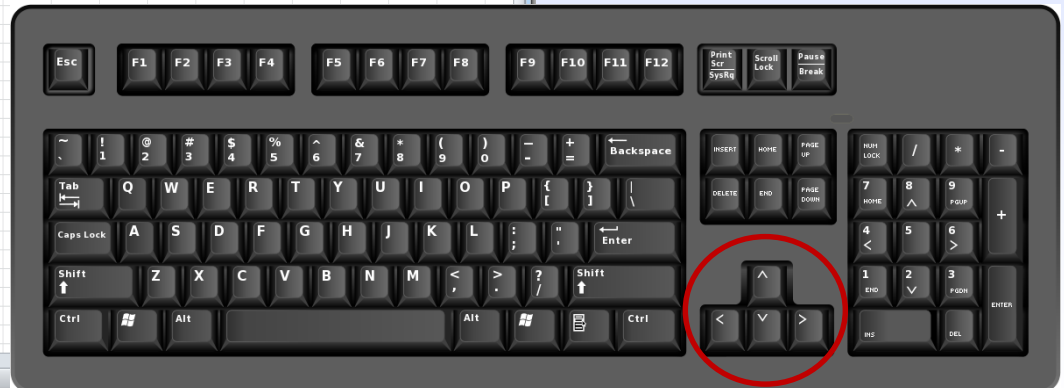 Esc F1 F2 F3 F4 F5 F6 F7 F8 F9 F10 F11 F12 Print Scr SysRq Scroll Lock Pause Break
~ ` ! 1 @ 2 # 3 $ 4 % 5 ^ 6 & 7 * 8 ( 9 ) 0 — - + = Backspace INSERT HOME PAGE UP NUM LOCK / * -
Tab Q W E R T Y U I O P { [ } ] | \ DELETE END PAGE DOWN 7 HOME 8 ^ 9 PGUP +
Caps Lock A S D F G H J K L : ; " ' Enter 4 < 5 6 >
Shift Z X C V B N M < , > . ? / Shift ^ 1 END 2 v 3 PGDN ENTER
Ctrl Alt Alt Ctrl < v > INS DEL